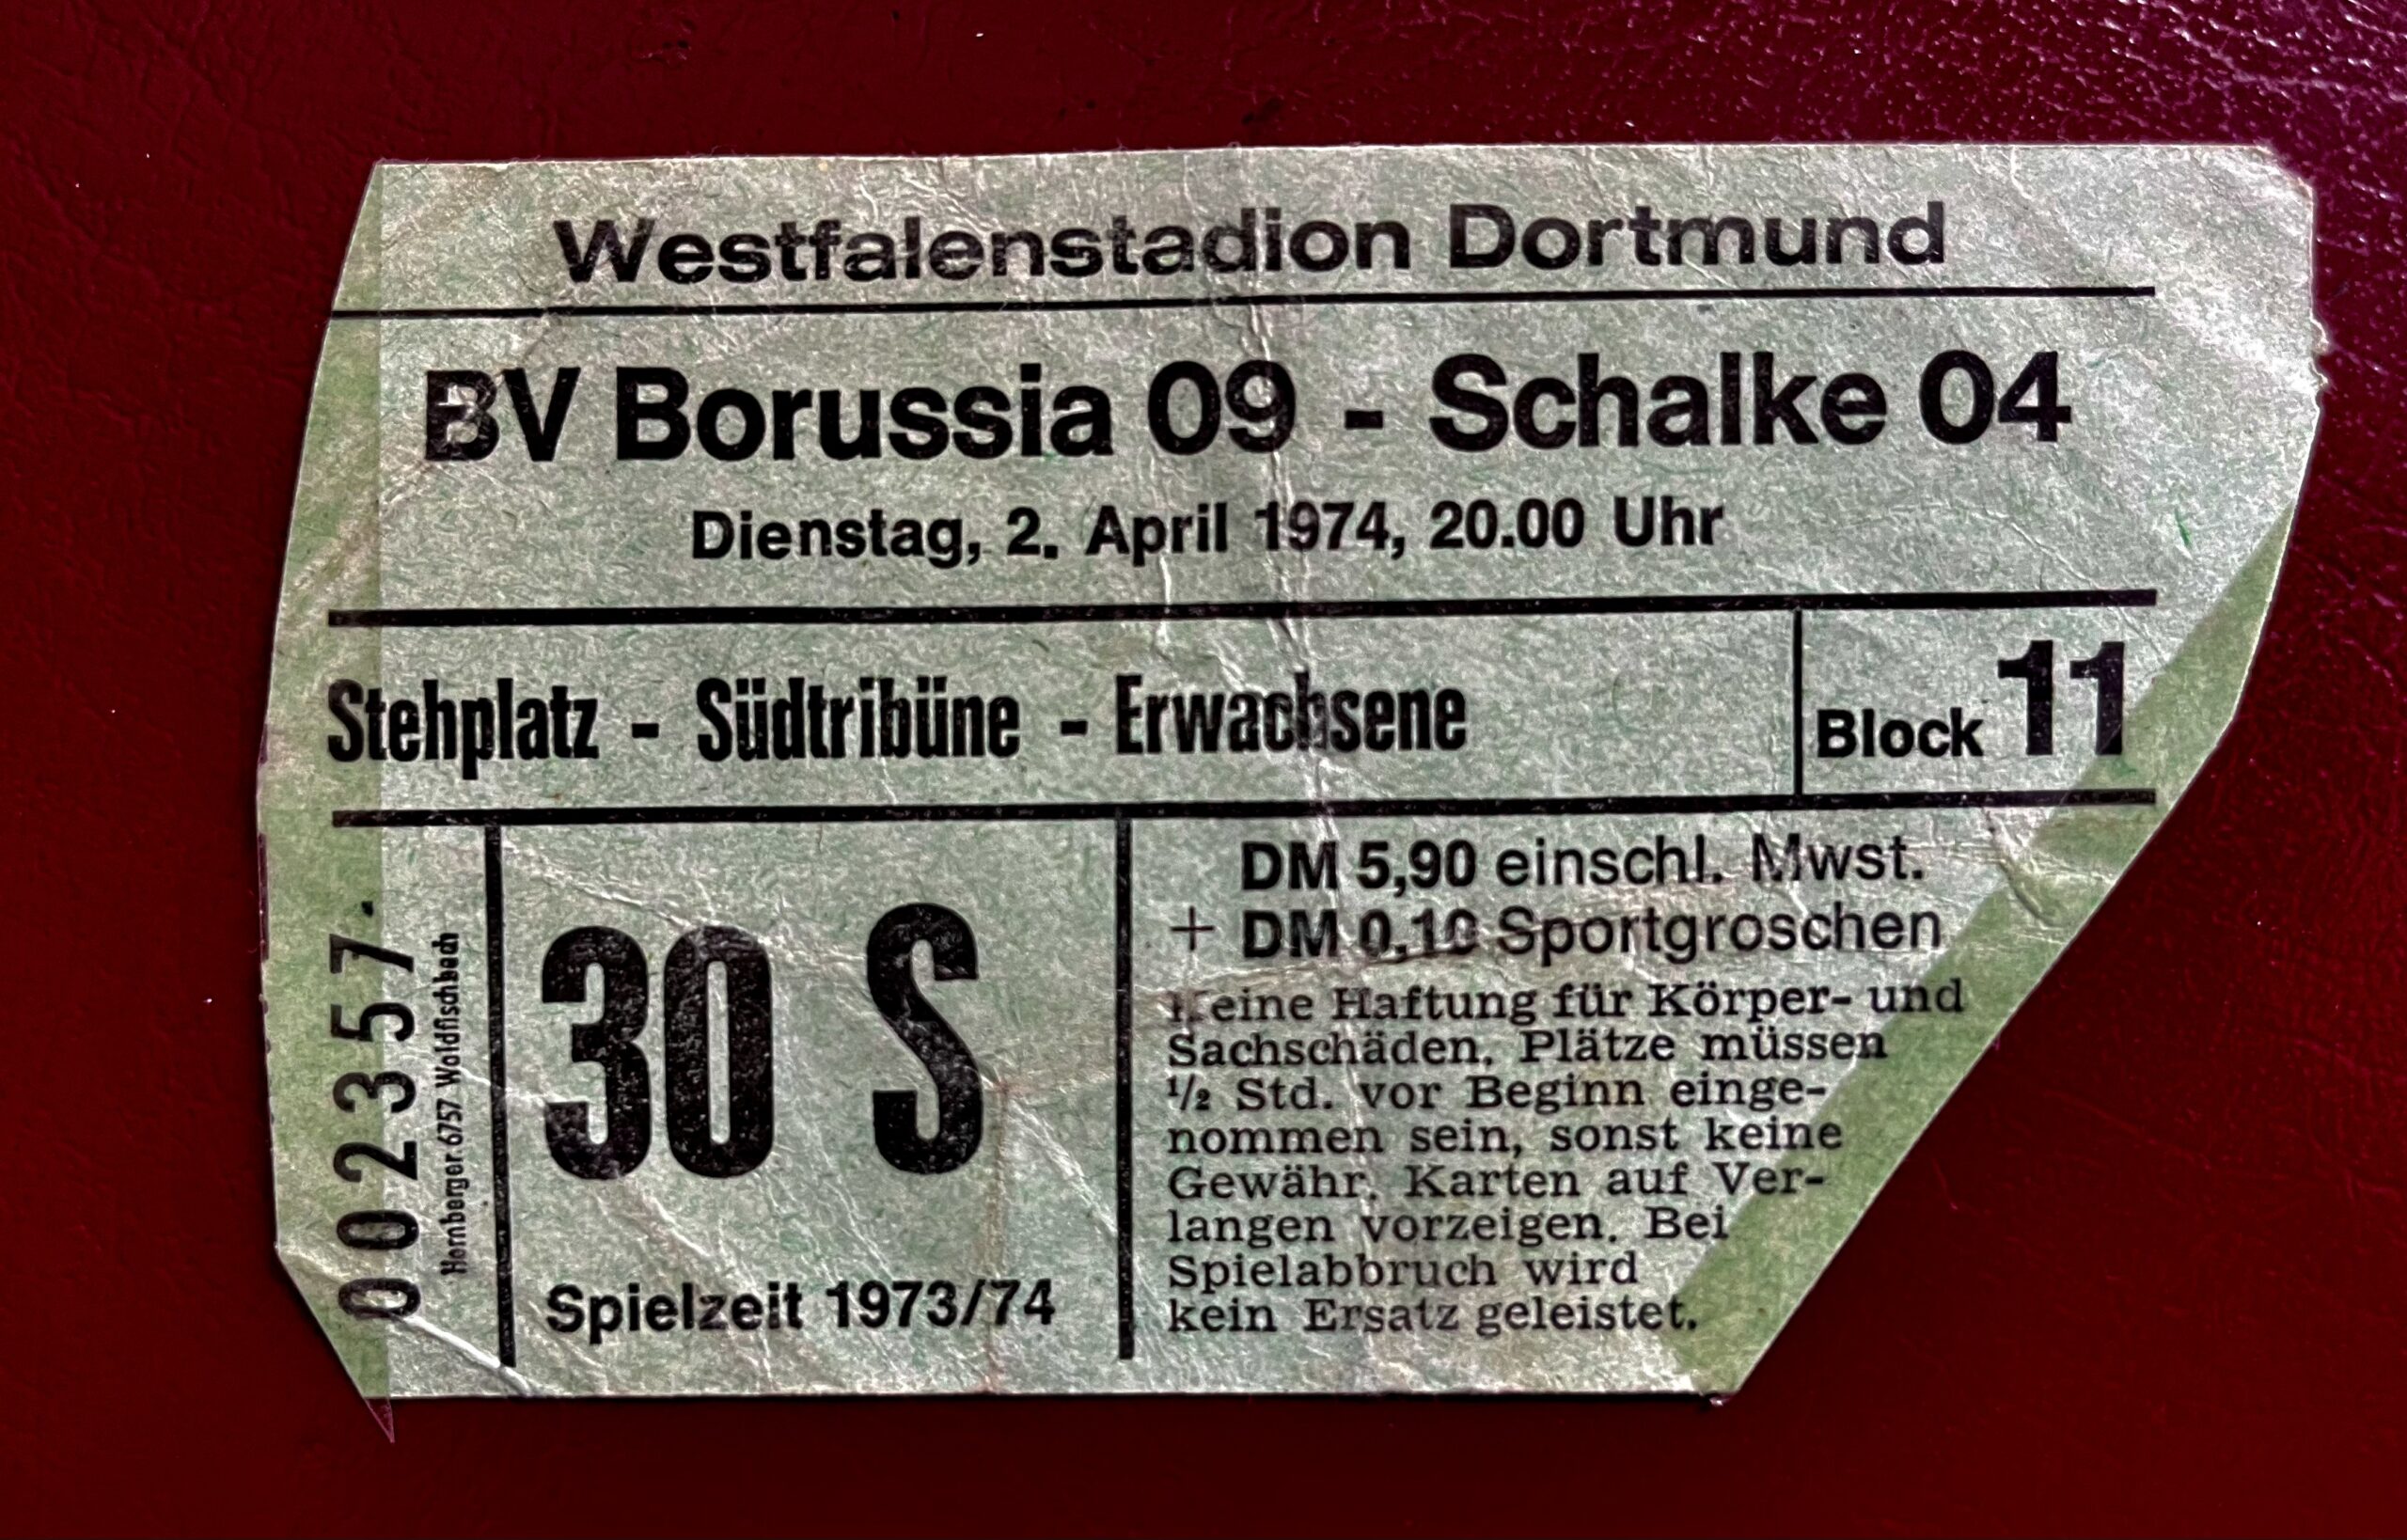 Westfalenstadion Dortmund
BV Borussia 09 - Schalke 04
Dienstag, 2. April 1974, 20.00 Uhr
Stehplatz - Südtribüne - Erwachsene
Block 11
002357
Hornberger. 6757 Waldfischbach
30 S
Spielzeit 1973/74
DM 5,90 einschl. Mwst.
+ DM 0,10 Sportgroschen
Keine Haftung für Körper- und
Sachschäden. Plätze müssen
½ Std. vor Beginn einge-
nommen sein, sonst keine
Gewähr. Karten auf Ver-
langen vorzeigen. Bei
Spielabbruch wird
kein Ersatz geleistet.